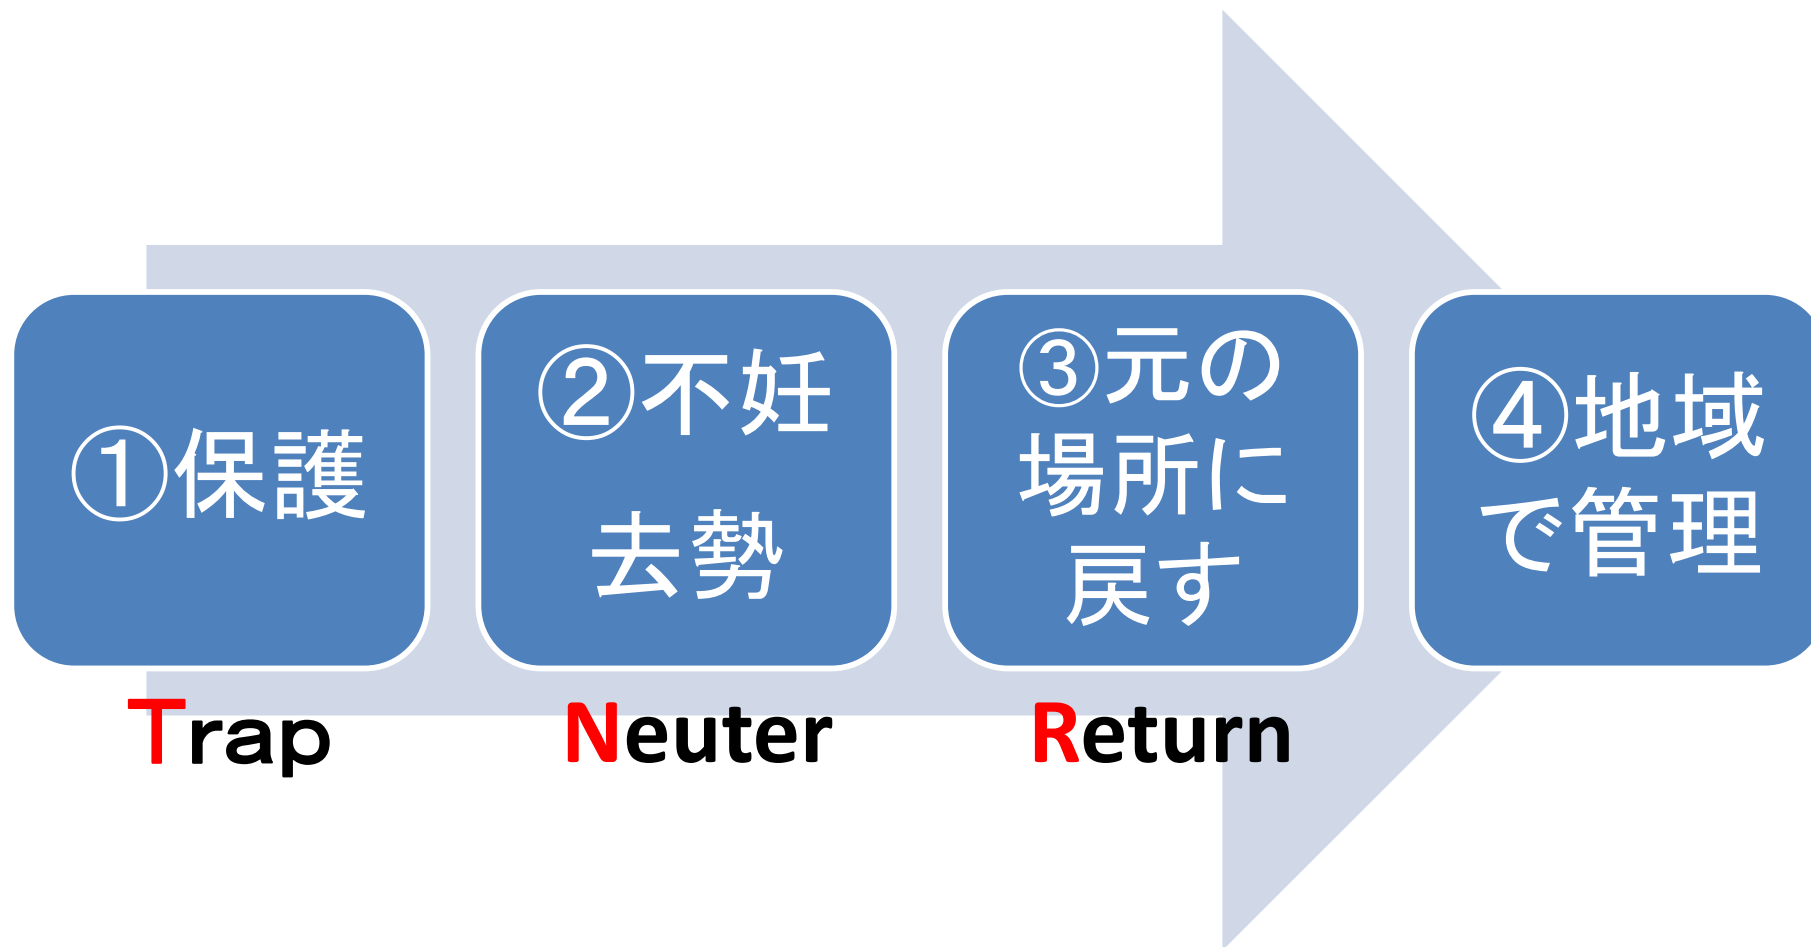 ①保護
②不妊
去勢
③元の
場所に
戻す
④地域
で管理
Trap
Neuter
Return